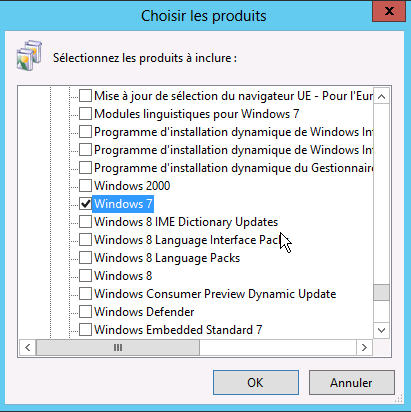 Choisir les produits
Sélectionnez les produits à inclure :
Mise à jour de sélection du navigateur UE - Pour l'Eur
Modules linguistiques pour Windows 7
Programme d'installation dynamique de Windows Int
Programme d'installation dynamique de Windows Int
Programme d'installation dynamique du Gestionnaire
Windows 2000
Windows 7
Windows 8 IME Dictionary Updates
Windows 8 Language Interface Packs
Windows 8 Language Packs
Windows 8
Windows Consumer Preview Dynamic Update
Windows Defender
Windows Embedded Standard 7
OK
Annuler